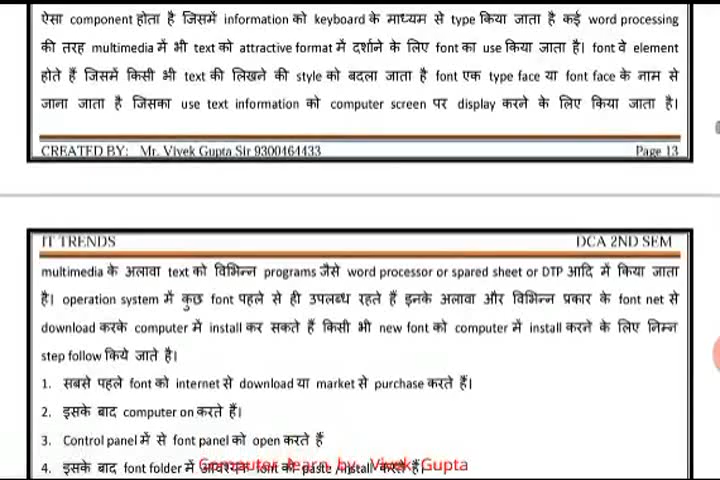 ऐसा component होता है जिसमें information को keyboard के माध्यम से type किया जाता है कई word processing
की तरह multimedia में भी text को attractive format में दर्शाने के लिए font का use किया जाता है। font वे element
होते हैं जिसमें किसी भी text की लिखने की style को बदला जाता है font एक type face या font face के नाम से
जाना जाता है जिसका use text information को computer screen पर display करने के लिए किया जाता है।
CREATED BY: Mr. Vivek Gupta Sir 9300464433
Page 13
IT TRENDS
DCA 2ND SEM
multimedia के अलावा text को विभिन्न programs जैसे word processor or spared sheet or DTP आदि में किया जाता
है। operation system में कुछ font पहले से ही उपलब्ध रहते हैं इनके अलावा और विभिन्न प्रकार के font net से
download करके computer में install कर सकते हैं किसी भी new font को computer में install करने के लिए निम्न
step follow किये जाते है।
1. सबसे पहले font को internet से download या market से purchase करते हैं।
2. इसके बाद computer on करते हैं।
3. Control panel में से font panel को open करते हैं
4. इसके बाद font folder में आवश्यक font को paste /install करते हैं।
Computer learn by Vivek Gupta